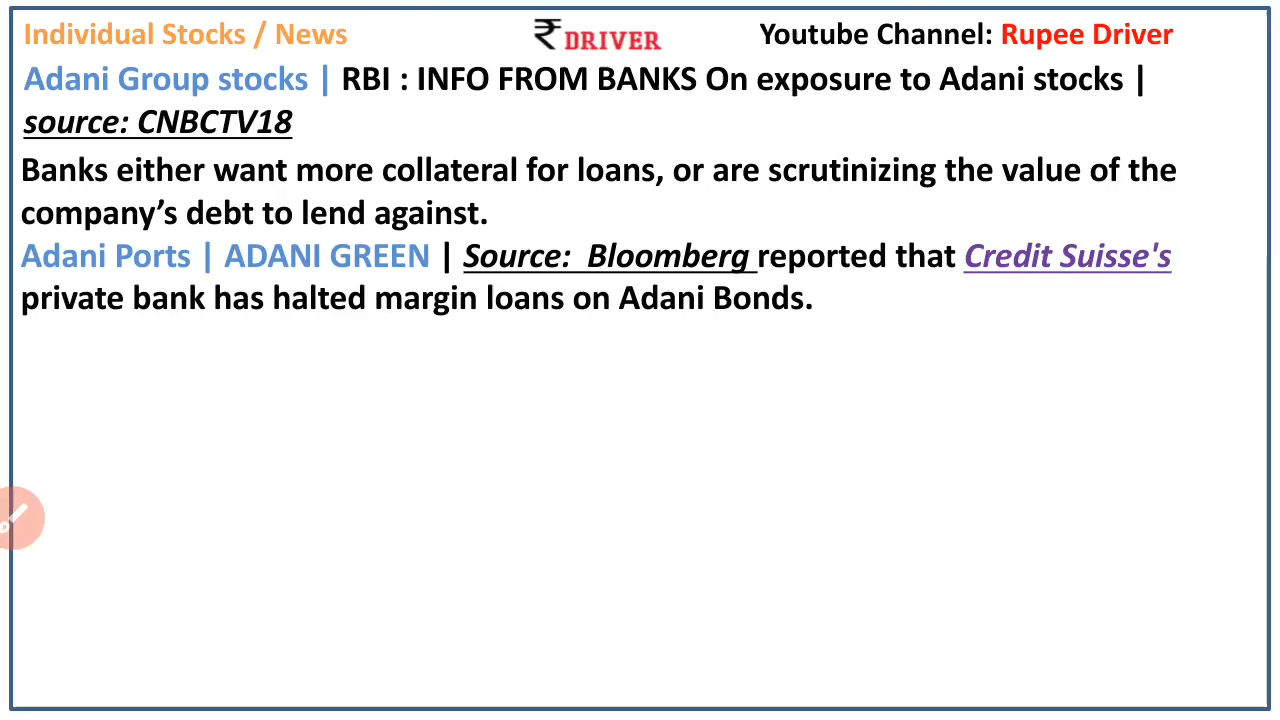 Individual Stocks / News ₹ DRIVER Youtube Channel: Rupee Driver
Adani Group stocks | RBI : INFO FROM BANKS On exposure to Adani stocks |
source: CNBCTV18
Banks either want more collateral for loans, or are scrutinizing the value of the
company’s debt to lend against.
Adani Ports | ADANI GREEN | Source: Bloomberg reported that Credit Suisse's
private bank has halted margin loans on Adani Bonds.